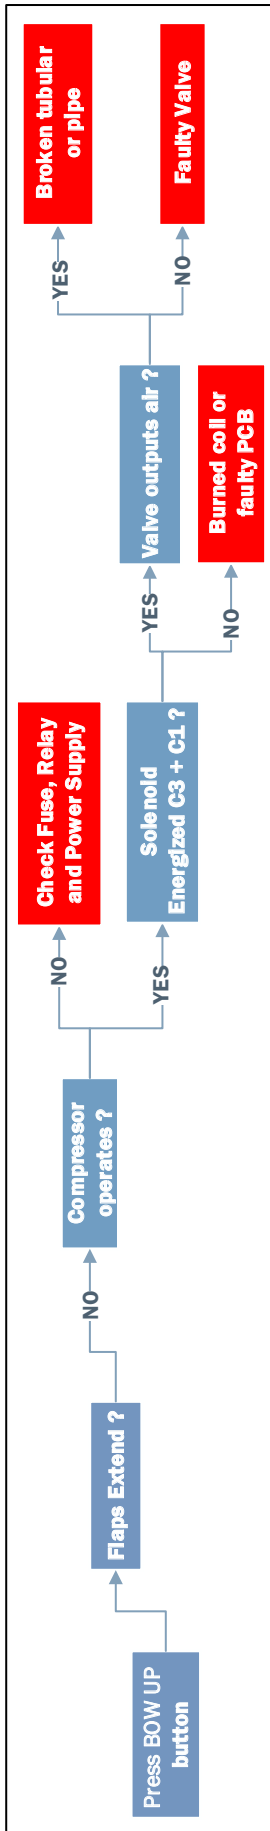 Press BOW UP
button
Flaps Extend ?
NO
Compressor
operates ?
NO
Check Fuse, Relay
and Power Supply
YES
Solenoid
Energized C3 + C1 ?
YES
Valve outputs air ?
YES
Broken tubular
or pipe
NO
Faulty Valve
NO
Burned coil or
faulty PCB